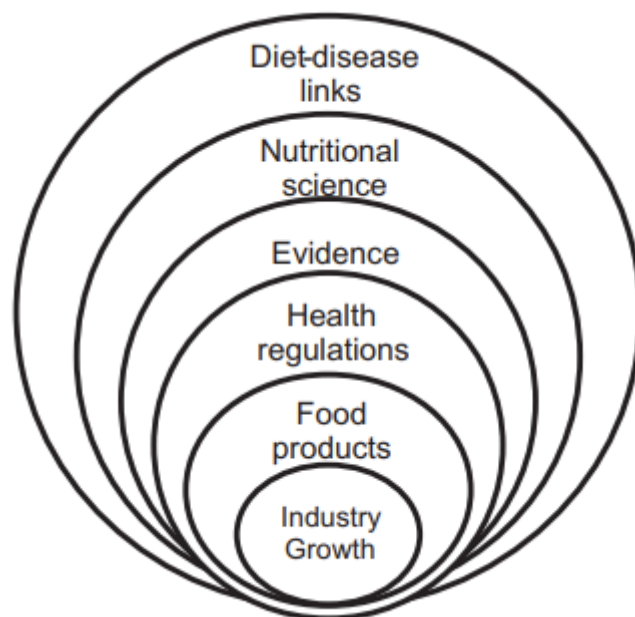 Diet-disease
links
Nutritional
science
Evidence
Health
regulations
Food
products
Industry
Growth